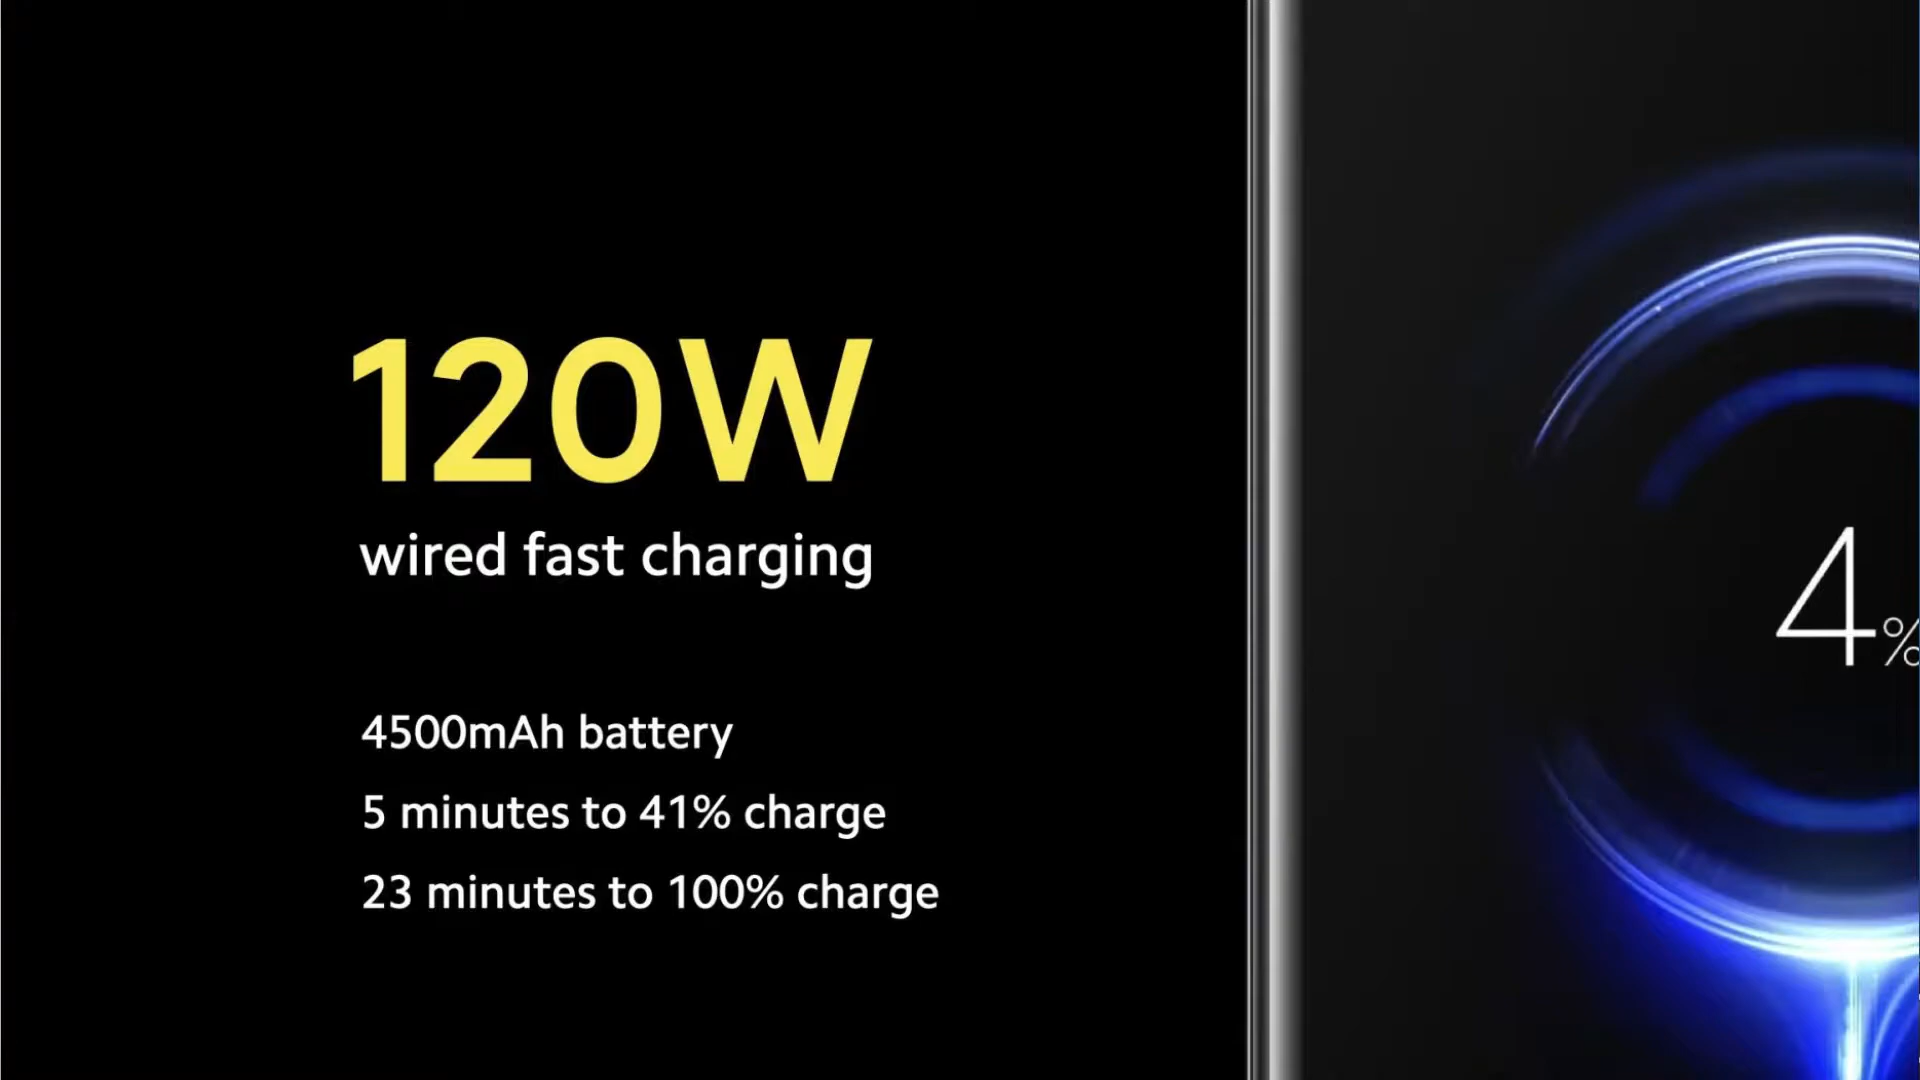 120W
wired fast charging
4500mAh battery
5 minutes to 41% charge
23 minutes to 100% charge
4%